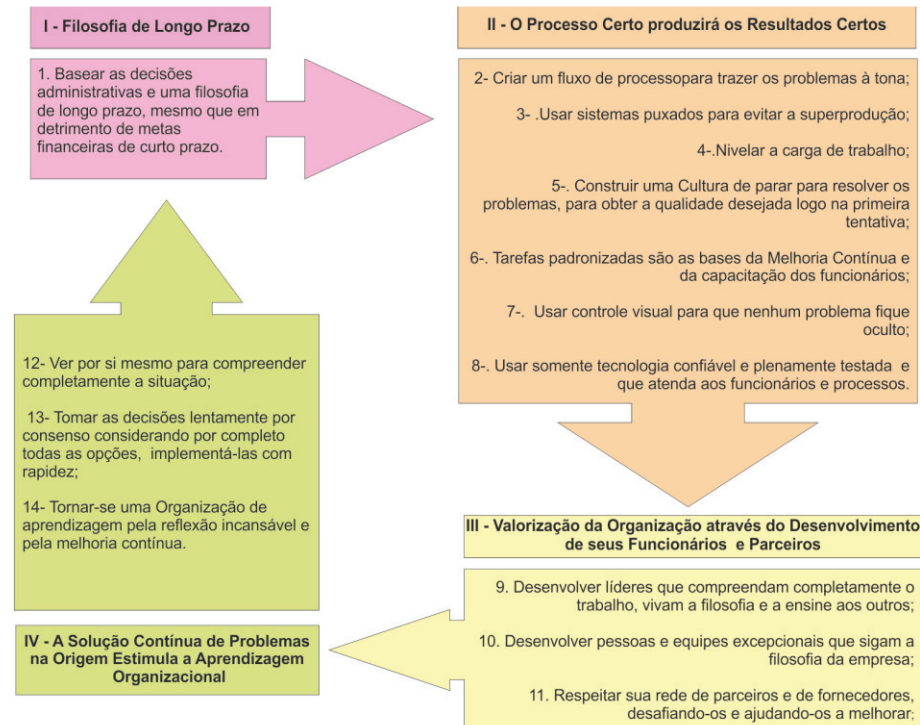 I - Filosofia de Longo Prazo
1. Basear as decisões
administrativas e uma filosofia
de longo prazo, mesmo que em
detrimento de metas
financeiras de curto prazo.
II - O Processo Certo produzirá os Resultados Certos
2- Criar um fluxo de processopara trazer os problemas à tona;
3- .Usar sistemas puxados para evitar a superprodução;
4-.Nivelar a carga de trabalho;
5-. Construir uma Cultura de parar para resolver os
problemas, para obter a qualidade desejada logo na primeira
tentativa;
6-. Tarefas padronizadas são as bases da Melhoria Contínua e
da capacitação dos funcionários;
7-. Usar controle visual para que nenhum problema fique
oculto;
8-. Usar somente tecnologia confiável e plenamente testada e
que atenda aos funcionários e processos.
III - Valorização da Organização através do Desenvolvimento
de seus Funcionários e Parceiros
9. Desenvolver líderes que compreendam completamente o
trabalho, vivam a filosofia e a ensine aos outros;
10. Desenvolver pessoas e equipes excepcionais que sigam a
filosofia da empresa;
11. Respeitar sua rede de parceiros e de fornecedores,
desafiando-os e ajudando-os a melhorar;
12- Ver por si mesmo para compreender
completamente a situação;
13- Tomar as decisões lentamente por
consenso considerando por completo
todas as opções, implementá-las com
rapidez;
14- Tornar-se uma Organização de
aprendizagem pela reflexão incansável e
pela melhoria contínua.
IV - A Solução Contínua de Problemas
na Origem Estimula a Aprendizagem
Organizacional